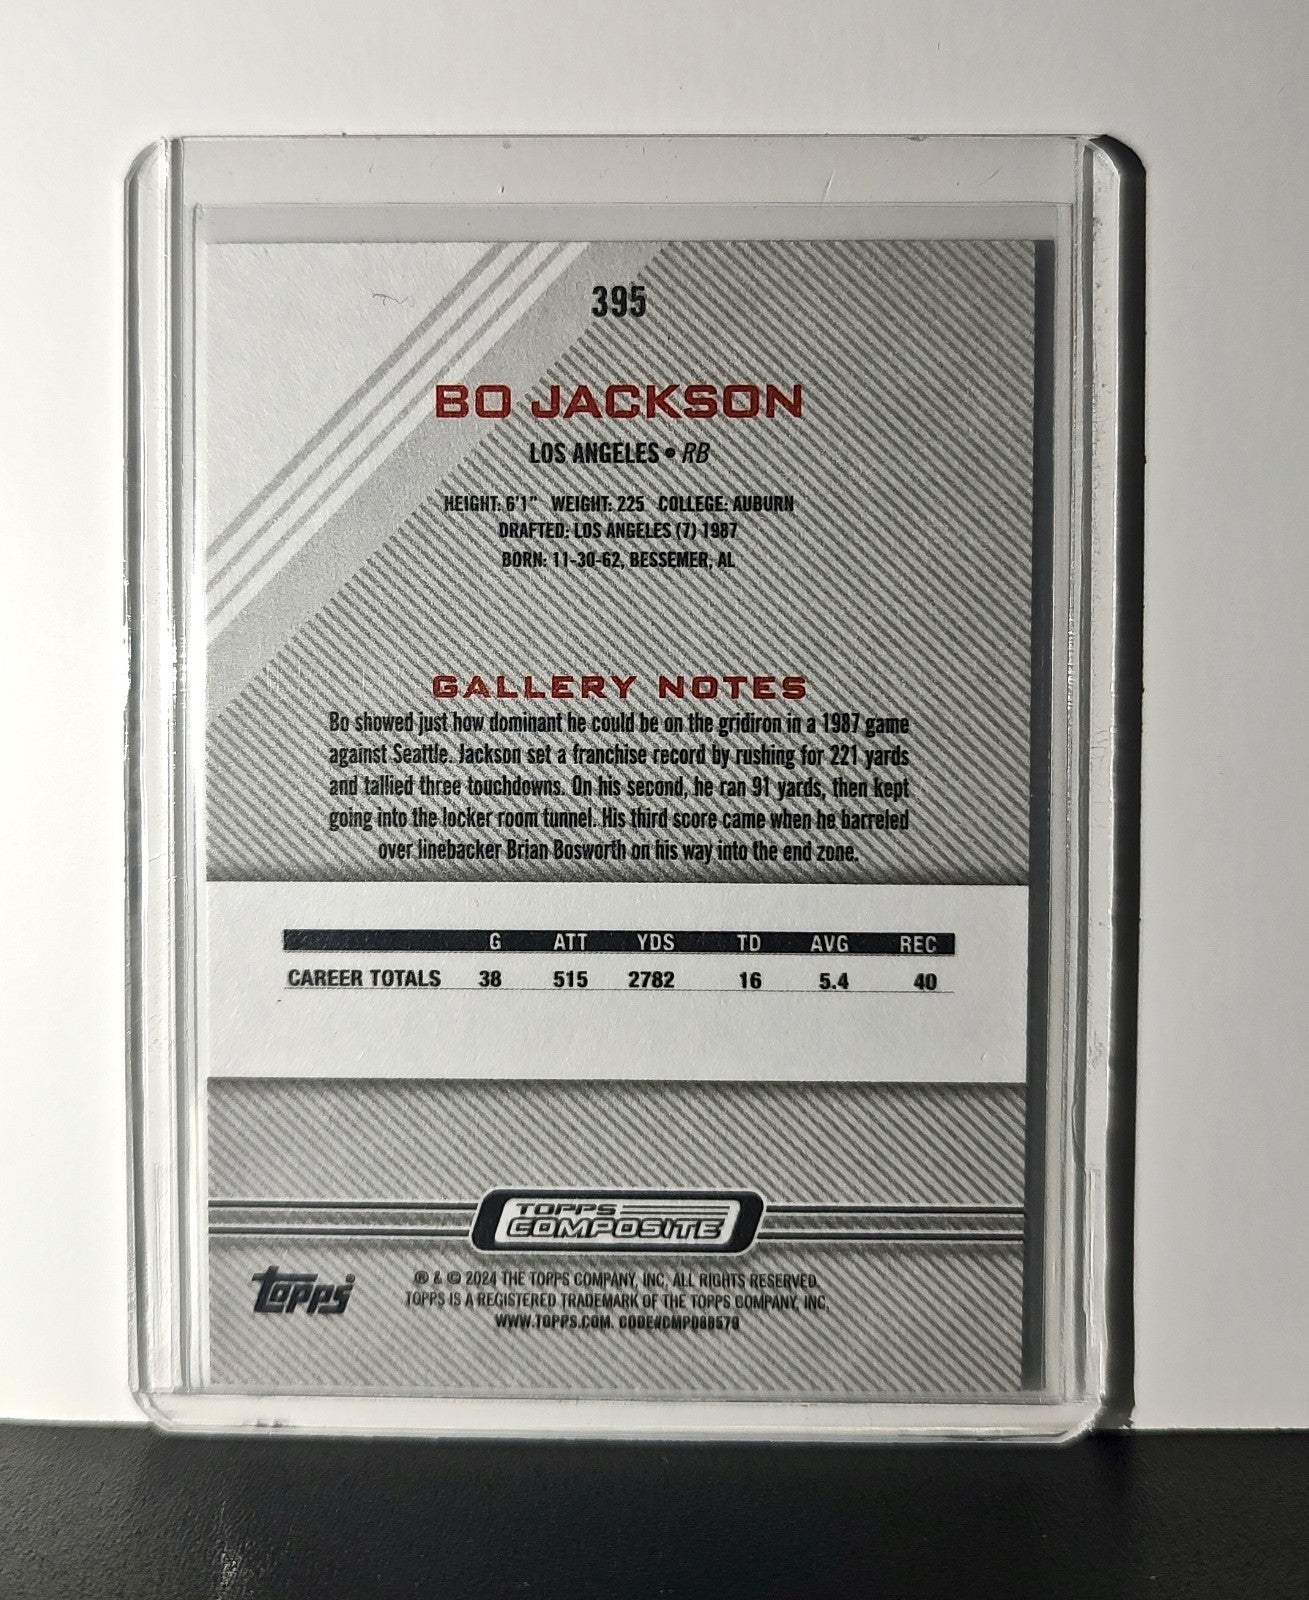 395
BO JACKSON
LOS ANGELES • RB
HEIGHT: 6'1" WEIGHT: 225 COLLEGE: AUBURN
DRAFTED: LOS ANGELES (7) 1987
BORN: 11-30-62, BESSEMER, AL
GALLERY NOTES
Bo showed just how dominant he could be on the gridiron in a 1987 game
against Seattle. Jackson set a franchise record by rushing for 221 yards
and tallied three touchdowns. On his second, he ran 91 yards, then kept
going into the locker room tunnel. His third score came when he barreled
over linebacker Brian Bosworth on his way into the end zone.
G ATT YDS TD AVG REC
CAREER TOTALS 38 515 2782 16 5.4 40
TOPPS
COMPOSITE
topps®
® & © 2024 THE TOPPS COMPANY, INC. ALL RIGHTS RESERVED.
TOPPS IS A REGISTERED TRADEMARK OF THE TOPPS COMPANY, INC.
WWW.TOPPS.COM. CODE#CMP088579